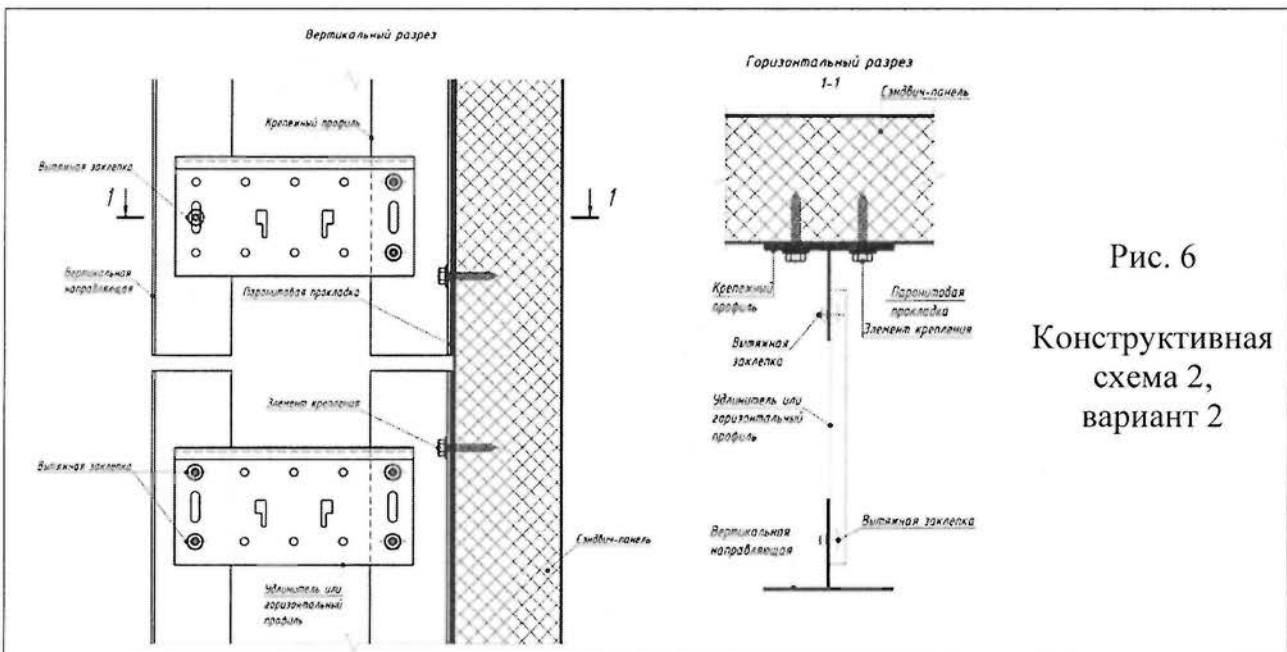 Вертикальный разрез
Крепежный профиль
Вытяжная заклепка
1
1
Вертикальная
направляющая
Паронитовая прокладка
Элемент крепления
Вытяжная заклепка
Сэндвич-панель
Удлинитель или
горизонтальный
профиль
Горизонтальный разрез
1-1
Сэндвич-панель
Крепежный
профиль
Паронитовая
прокладка
Элемент крепления
Вытяжная
заклепка
Удлинитель или
горизонтальный
профиль
Вертикальная
направляющая
Вытяжная заклепка
Рис. 6
Конструктивная
схема 2,
вариант 2